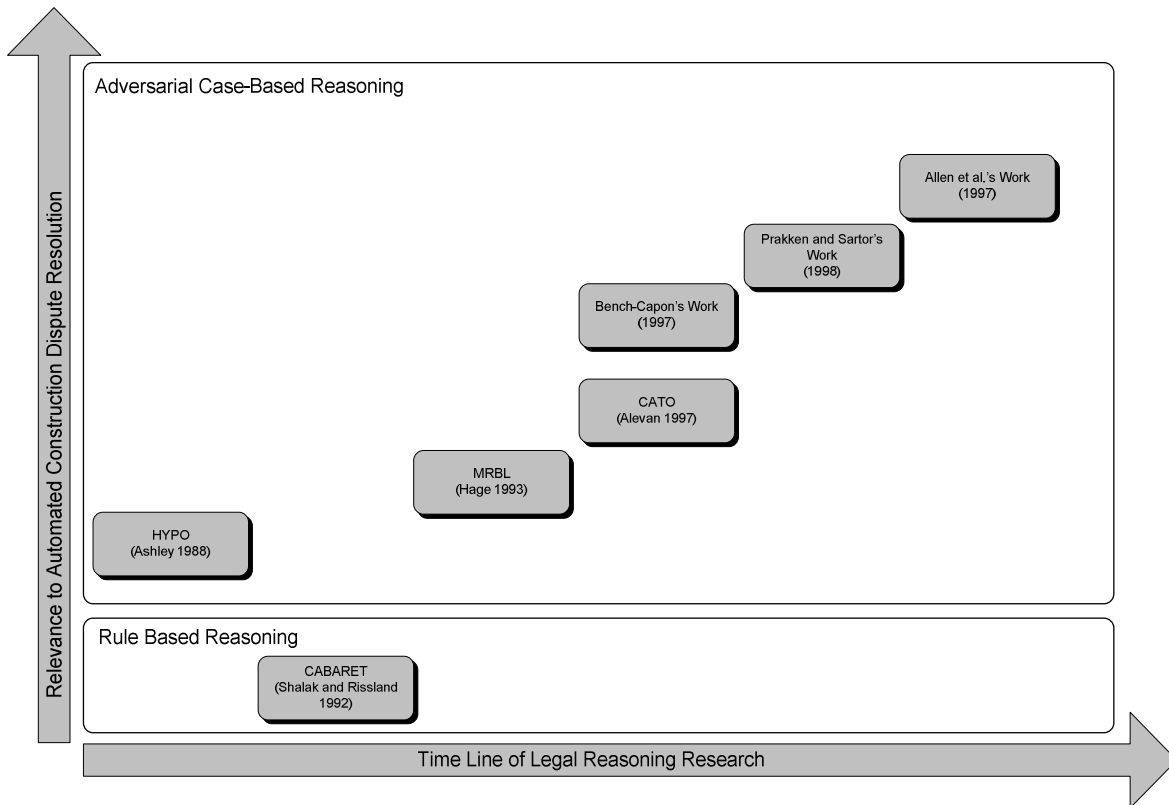 Relevance to Automated Construction Dispute Resolution
Adversarial Case-Based Reasoning
Allen et al.'s Work
(1997)
Prakken and Sartor's
Work
(1998)
Bench-Capon's Work
(1997)
CATO
(Alevan 1997)
MRBL
(Hage 1993)
HYPO
(Ashley 1988)
Rule Based Reasoning
CABARET
(Shalak and Rissland
1992)
Time Line of Legal Reasoning Research